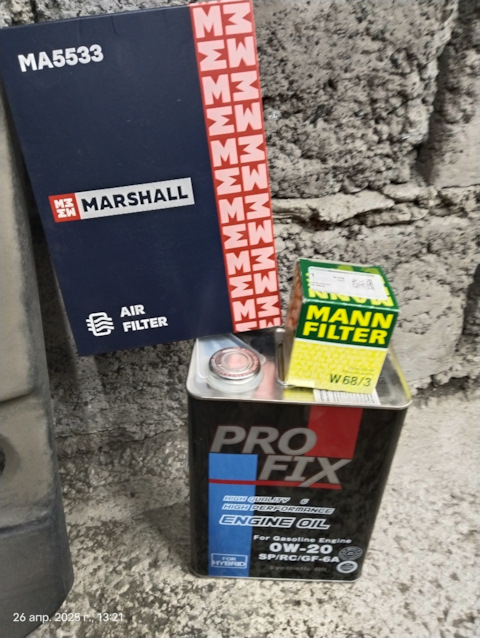 MA5533
MARSHALL
AIR
FILTER
MANN
MANN
FILTER
W 68/3
PRO
FIX
HIGH QUALITY &
HIGH PERFORMANCE
ENGINE OIL
For Gasoline Engine
0W-20
SP/RC/GF-6A
FOR
HYBRID
26 апр. 2025 г., 13:21